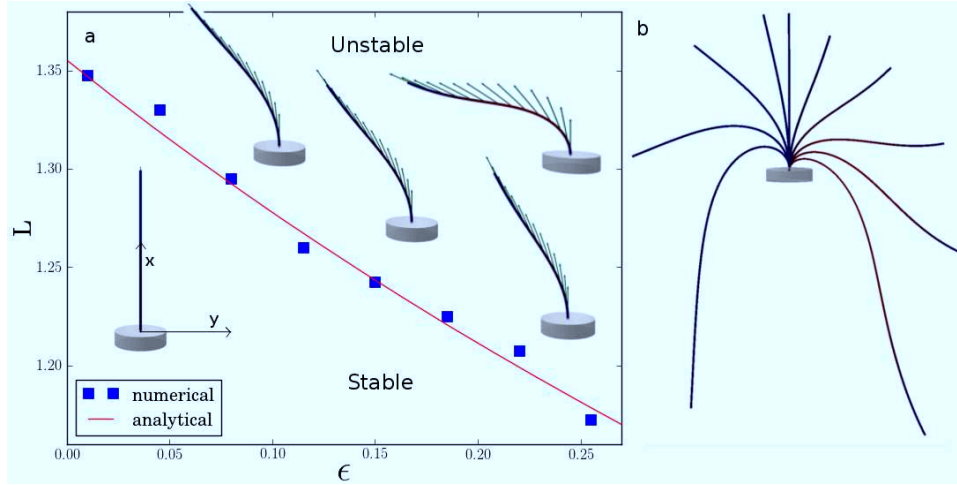 a
Unstable
b
1.35
1.30
1.25
1.20
L
x
y
Stable
numerical
analytical
0.00 0.05 0.10 0.15 0.20 0.25
ϵ